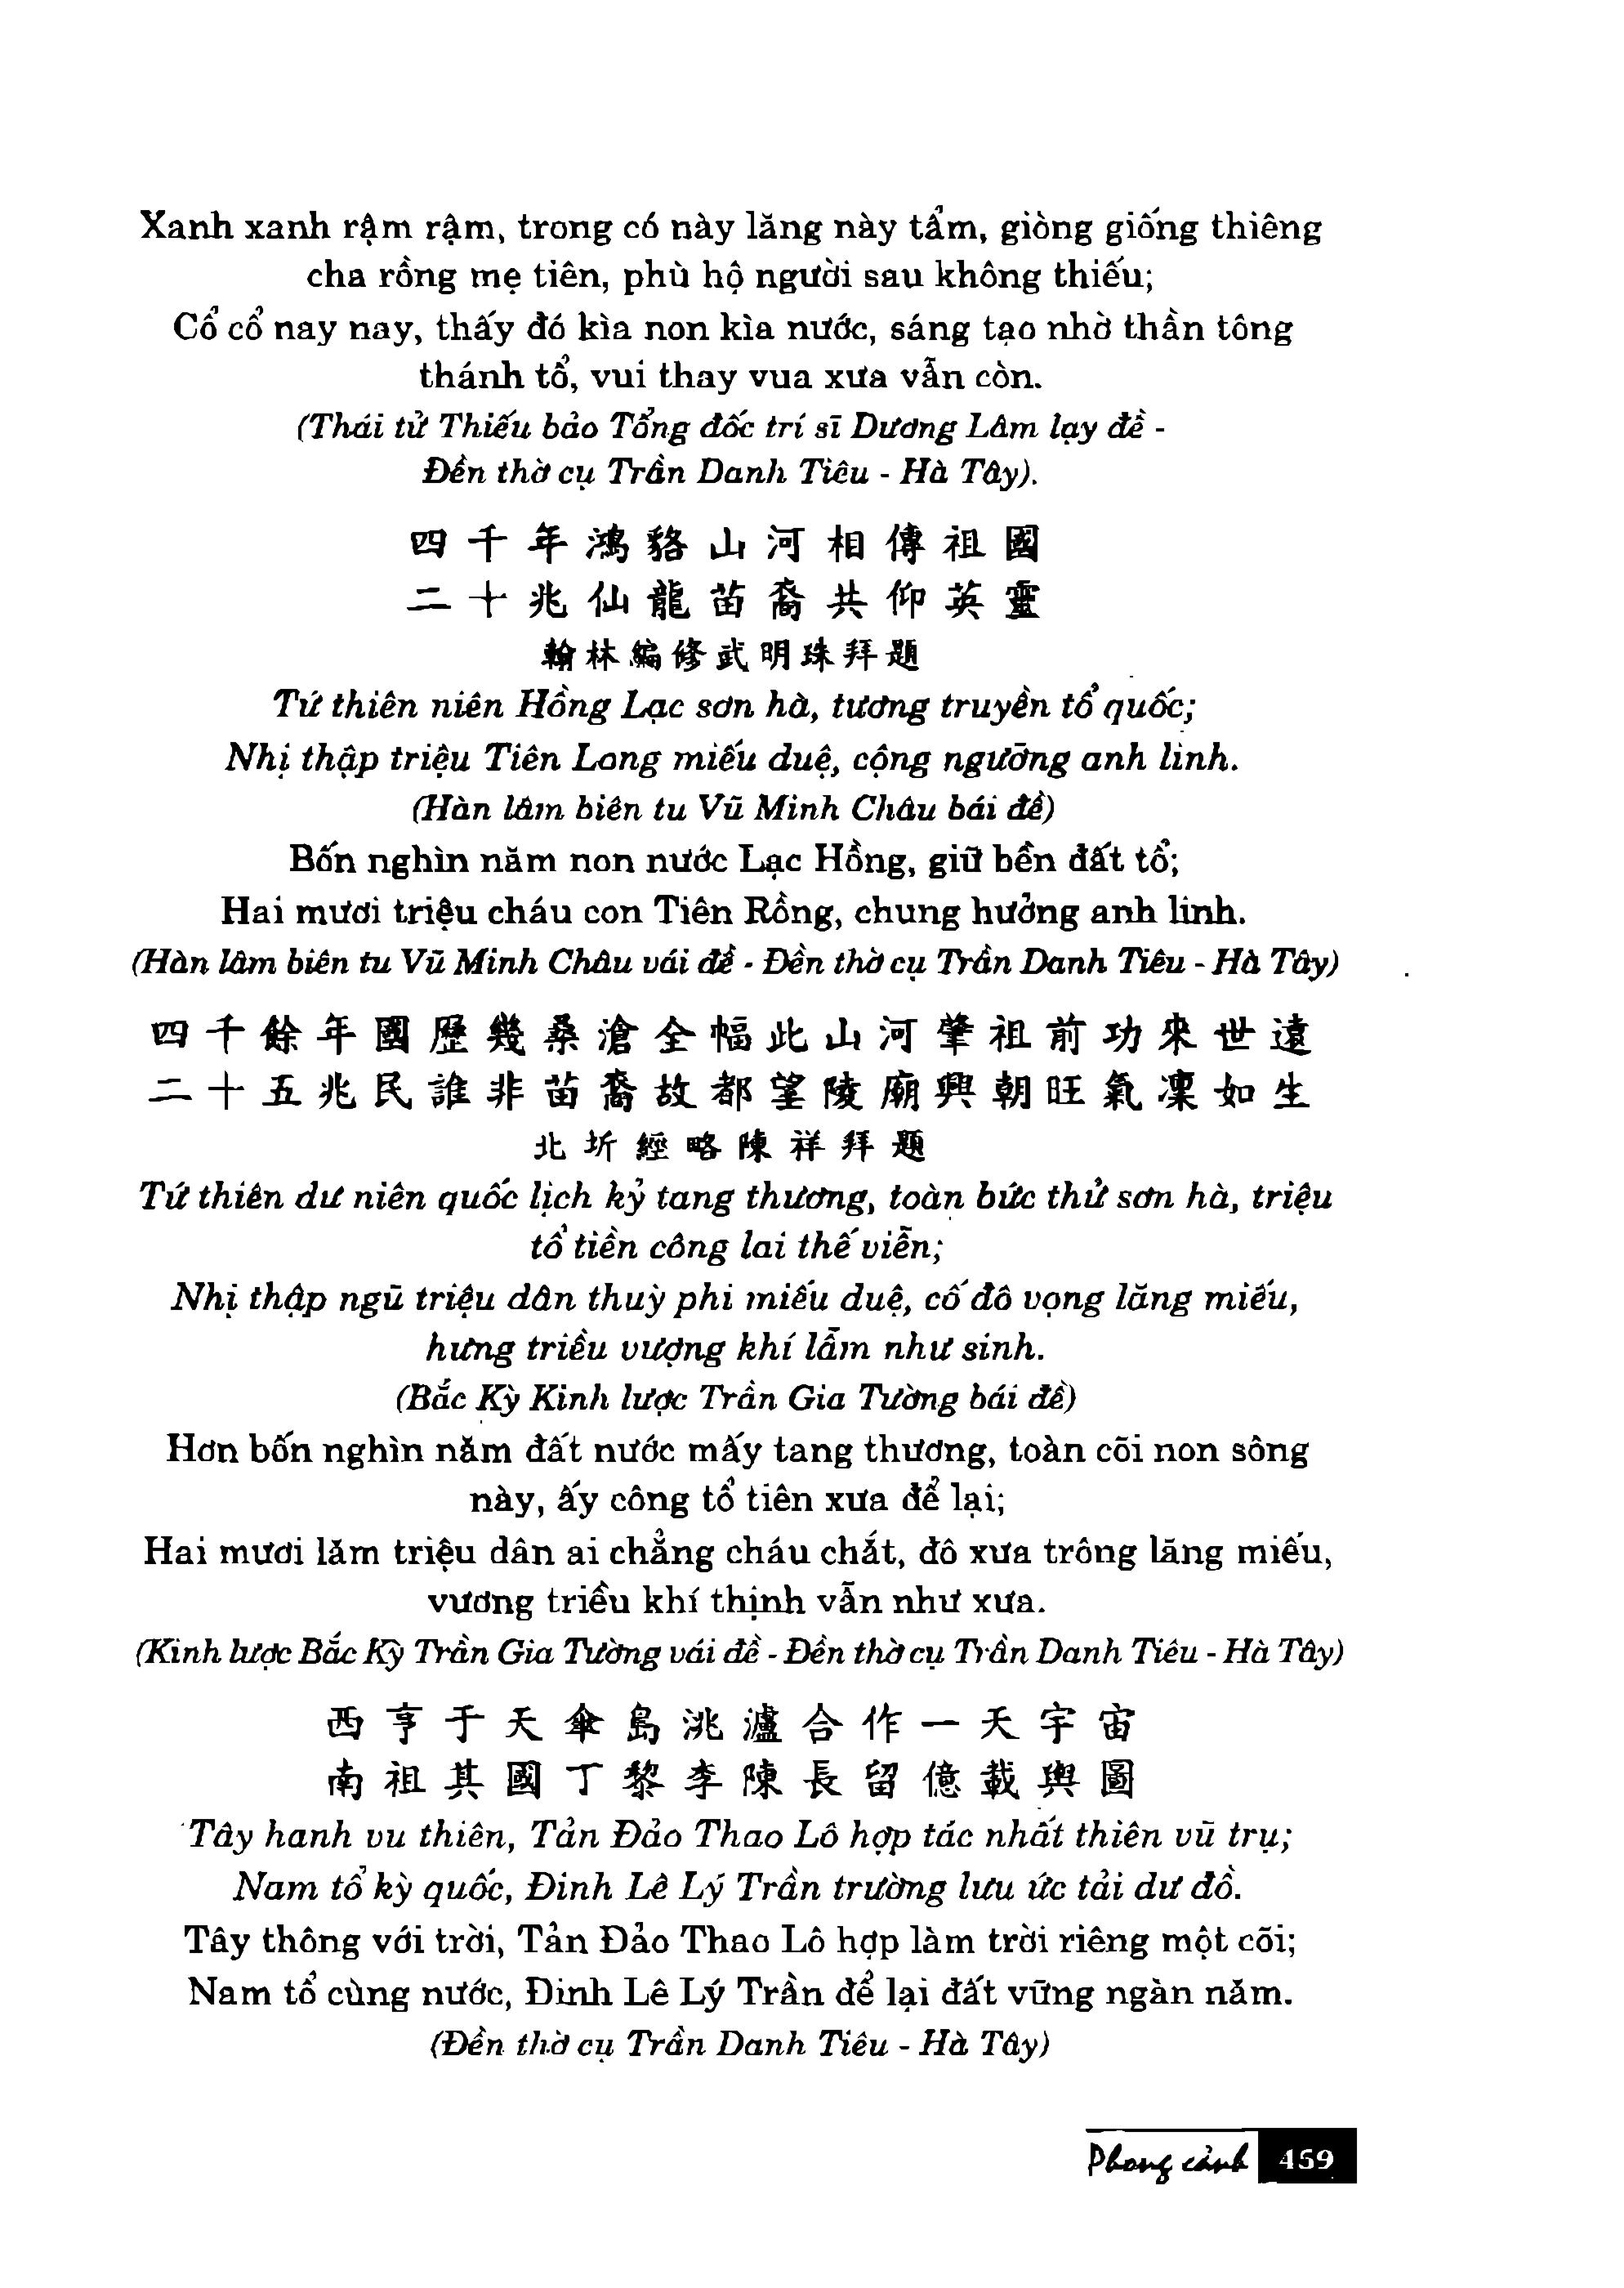 Xanh xanh rậm rậm, trong có này lăng này tẩm, giòng giống thiêng
cha rồng mẹ tiên, phù hộ người sau không thiếu;
Cổ cổ nay nay, thấy đó kìa non kìa nước, sáng tạo nhờ thần tông
thánh tổ, vui thay vua xưa vẫn còn.
(Thái tử Thiếu bảo Tổng đốc trí sĩ Dương Lâm lạy đề -
Đền thờ cụ Trần Danh Tiêu - Hà Tây).
四千年鴻貉山河相傳祖國
二十兆仙龍苗裔共仰英靈
翰林編修武明珠拜題
Tứ thiên niên Hồng Lạc sơn hà, tương truyền tổ quốc;
Nhị thập triệu Tiên Long miếu duệ, cộng ngưỡng anh linh.
(Hàn lâm biên tu Vũ Minh Châu bái đề)
Bốn nghìn năm non nước Lạc Hồng, giữ bền đất tổ;
Hai mươi triệu cháu con Tiên Rồng, chung hưởng anh linh.
(Hàn lâm biên tu Vũ Minh Châu vái đề - Đền thờ cụ Trần Danh Tiêu - Hà Tây)
四千餘年國歷幾桑滄全幅此山河肇祖前功來世遠
二十五兆民誰非苗裔故都望陵廟興朝旺氣凜如生
北圻經略陳祥拜題
Tứ thiên dư niên quốc lịch kỷ tang thương, toàn bức thử sơn hà, triệu
tổ tiền công lai thế viễn;
Nhị thập ngũ triệu dân thuỳ phi miếu duệ, cố đô vọng lăng miếu,
hưng triều vượng khí lẫm như sinh.
(Bắc Kỳ Kinh lược Trần Gia Tường bái đề)
Hơn bốn nghìn năm đất nước mấy tang thương, toàn cõi non sông
này, ấy công tổ tiên xưa để lại;
Hai mươi lăm triệu dân ai chẳng cháu chắt, đô xưa trông lăng miếu,
vương triều khí thịnh vẫn như xưa.
(Kinh lược Bắc Kỳ Trần Gia Tường vái đề - Đền thờ cụ Trần Danh Tiêu - Hà Tây)
西亨于天傘島洮瀘合作一天宇宙
南祖其國丁黎李陳長留億載輿圖
Tây hanh vu thiên, Tản Đảo Thao Lô hợp tác nhất thiên vũ trụ;
Nam tổ kỳ quốc, Đinh Lê Lý Trần trường lưu ức tải dư đồ.
Tây thông với trời, Tản Đảo Thao Lô hợp làm trời riêng một cõi;
Nam tổ cùng nước, Đinh Lê Lý Trần để lại đất vững ngàn năm.
(Đền thờ cụ Trần Danh Tiêu - Hà Tây)
Phong cảnh 459